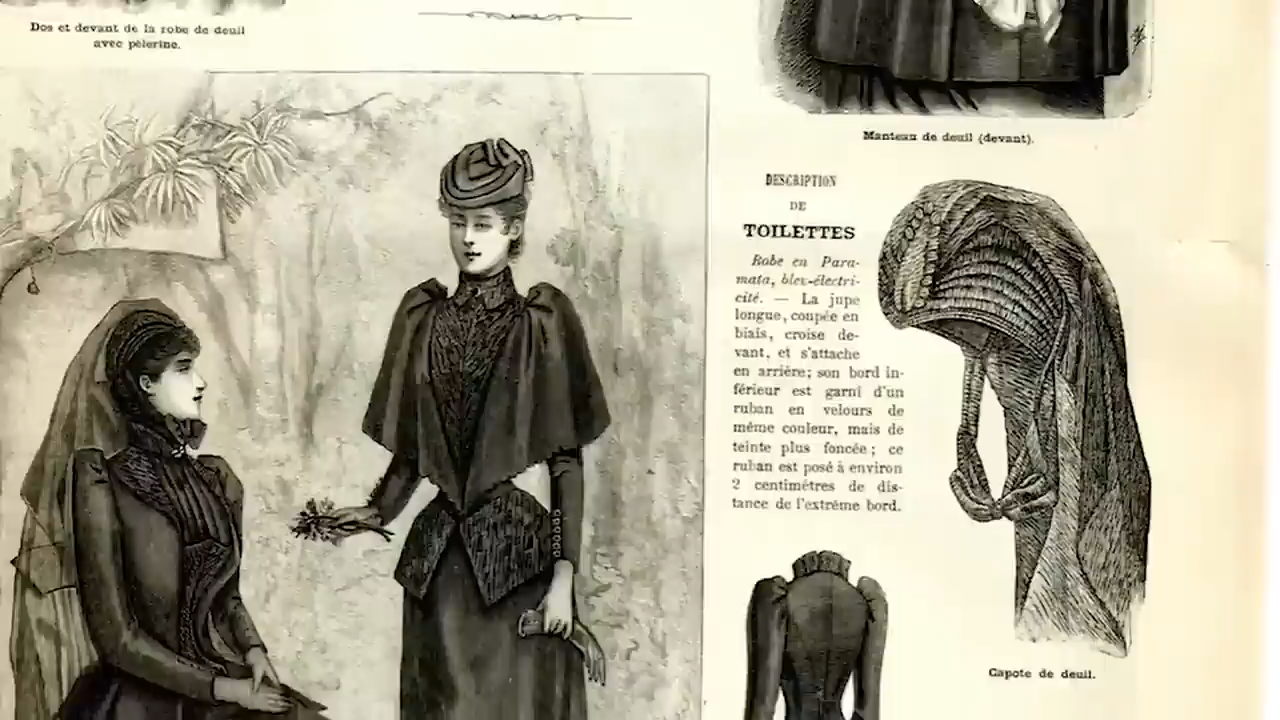 Dos et devant de la robe de deuil
avec pèlerine.
Manteau de deuil (devant).
DESCRIPTION
DE
TOILETTES
Robe en Para-
mata, bleu-électri-
cité. — La jupe
longue, coupée en
biais, croise de-
vant, et s'attache
en arrière; son bord in-
férieur est garni d'un
ruban en velours de
même couleur, mais de
teinte plus foncée; ce
ruban est posé à environ
2 centimètres de dis-
tance de l'extrême bord.
Capote de deuil.